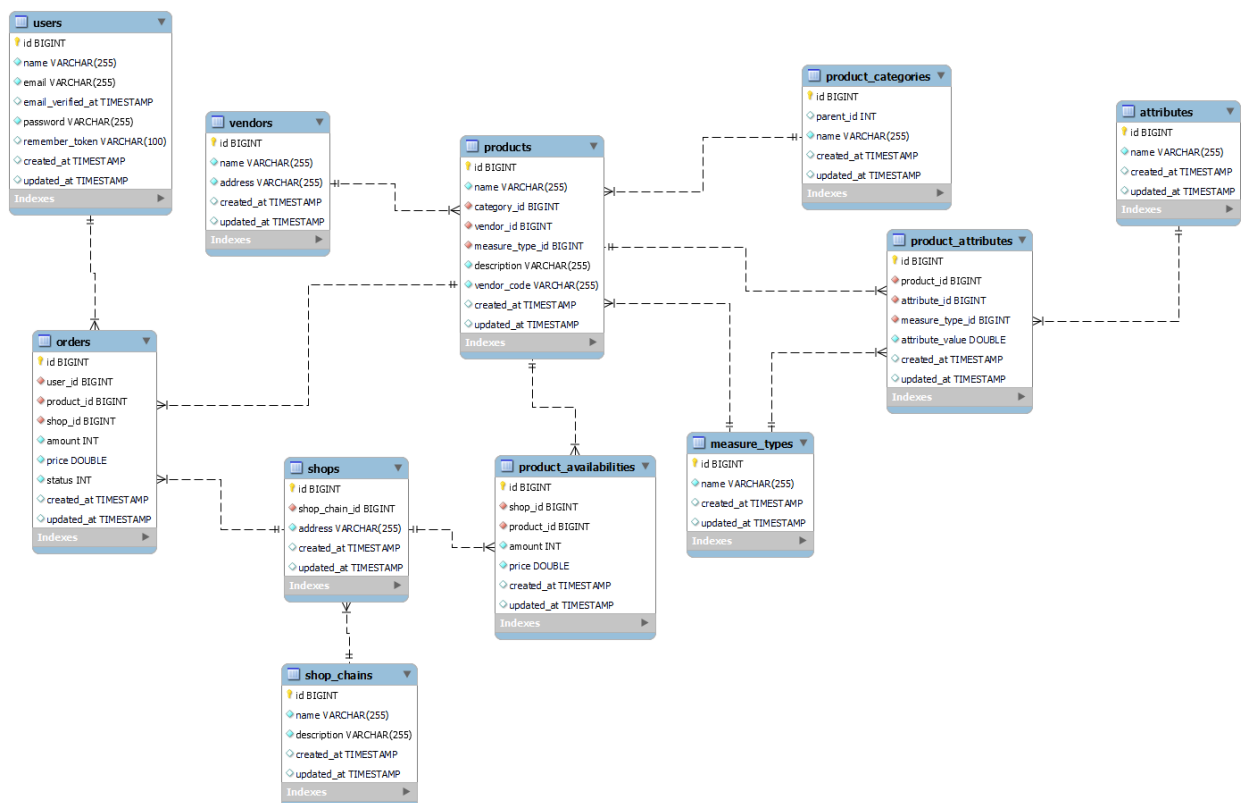 users
id BIGINT
name VARCHAR(255)
email VARCHAR(255)
email_verified_at TIMESTAMP
password VARCHAR(255)
remember_token VARCHAR(100)
created_at TIMESTAMP
updated_at TIMESTAMP
Indexes
vendors
id BIGINT
name VARCHAR(255)
address VARCHAR(255)
created_at TIMESTAMP
updated_at TIMESTAMP
Indexes
products
id BIGINT
name VARCHAR(255)
category_id BIGINT
vendor_id BIGINT
measure_type_id BIGINT
description VARCHAR(255)
vendor_code VARCHAR(255)
created_at TIMESTAMP
updated_at TIMESTAMP
Indexes
product_categories
id BIGINT
parent_id INT
name VARCHAR(255)
created_at TIMESTAMP
updated_at TIMESTAMP
Indexes
attributes
id BIGINT
name VARCHAR(255)
created_at TIMESTAMP
updated_at TIMESTAMP
Indexes
product_attributes
id BIGINT
product_id BIGINT
attribute_id BIGINT
measure_type_id BIGINT
attribute_value DOUBLE
created_at TIMESTAMP
updated_at TIMESTAMP
Indexes
orders
id BIGINT
user_id BIGINT
product_id BIGINT
shop_id BIGINT
amount INT
price DOUBLE
status INT
created_at TIMESTAMP
updated_at TIMESTAMP
Indexes
shops
id BIGINT
shop_chain_id BIGINT
address VARCHAR(255)
created_at TIMESTAMP
updated_at TIMESTAMP
Indexes
product_availabilities
id BIGINT
shop_id BIGINT
product_id BIGINT
amount INT
price DOUBLE
created_at TIMESTAMP
updated_at TIMESTAMP
Indexes
measure_types
id BIGINT
name VARCHAR(255)
created_at TIMESTAMP
updated_at TIMESTAMP
Indexes
shop_chains
id BIGINT
name VARCHAR(255)
description VARCHAR(255)
created_at TIMESTAMP
updated_at TIMESTAMP
Indexes